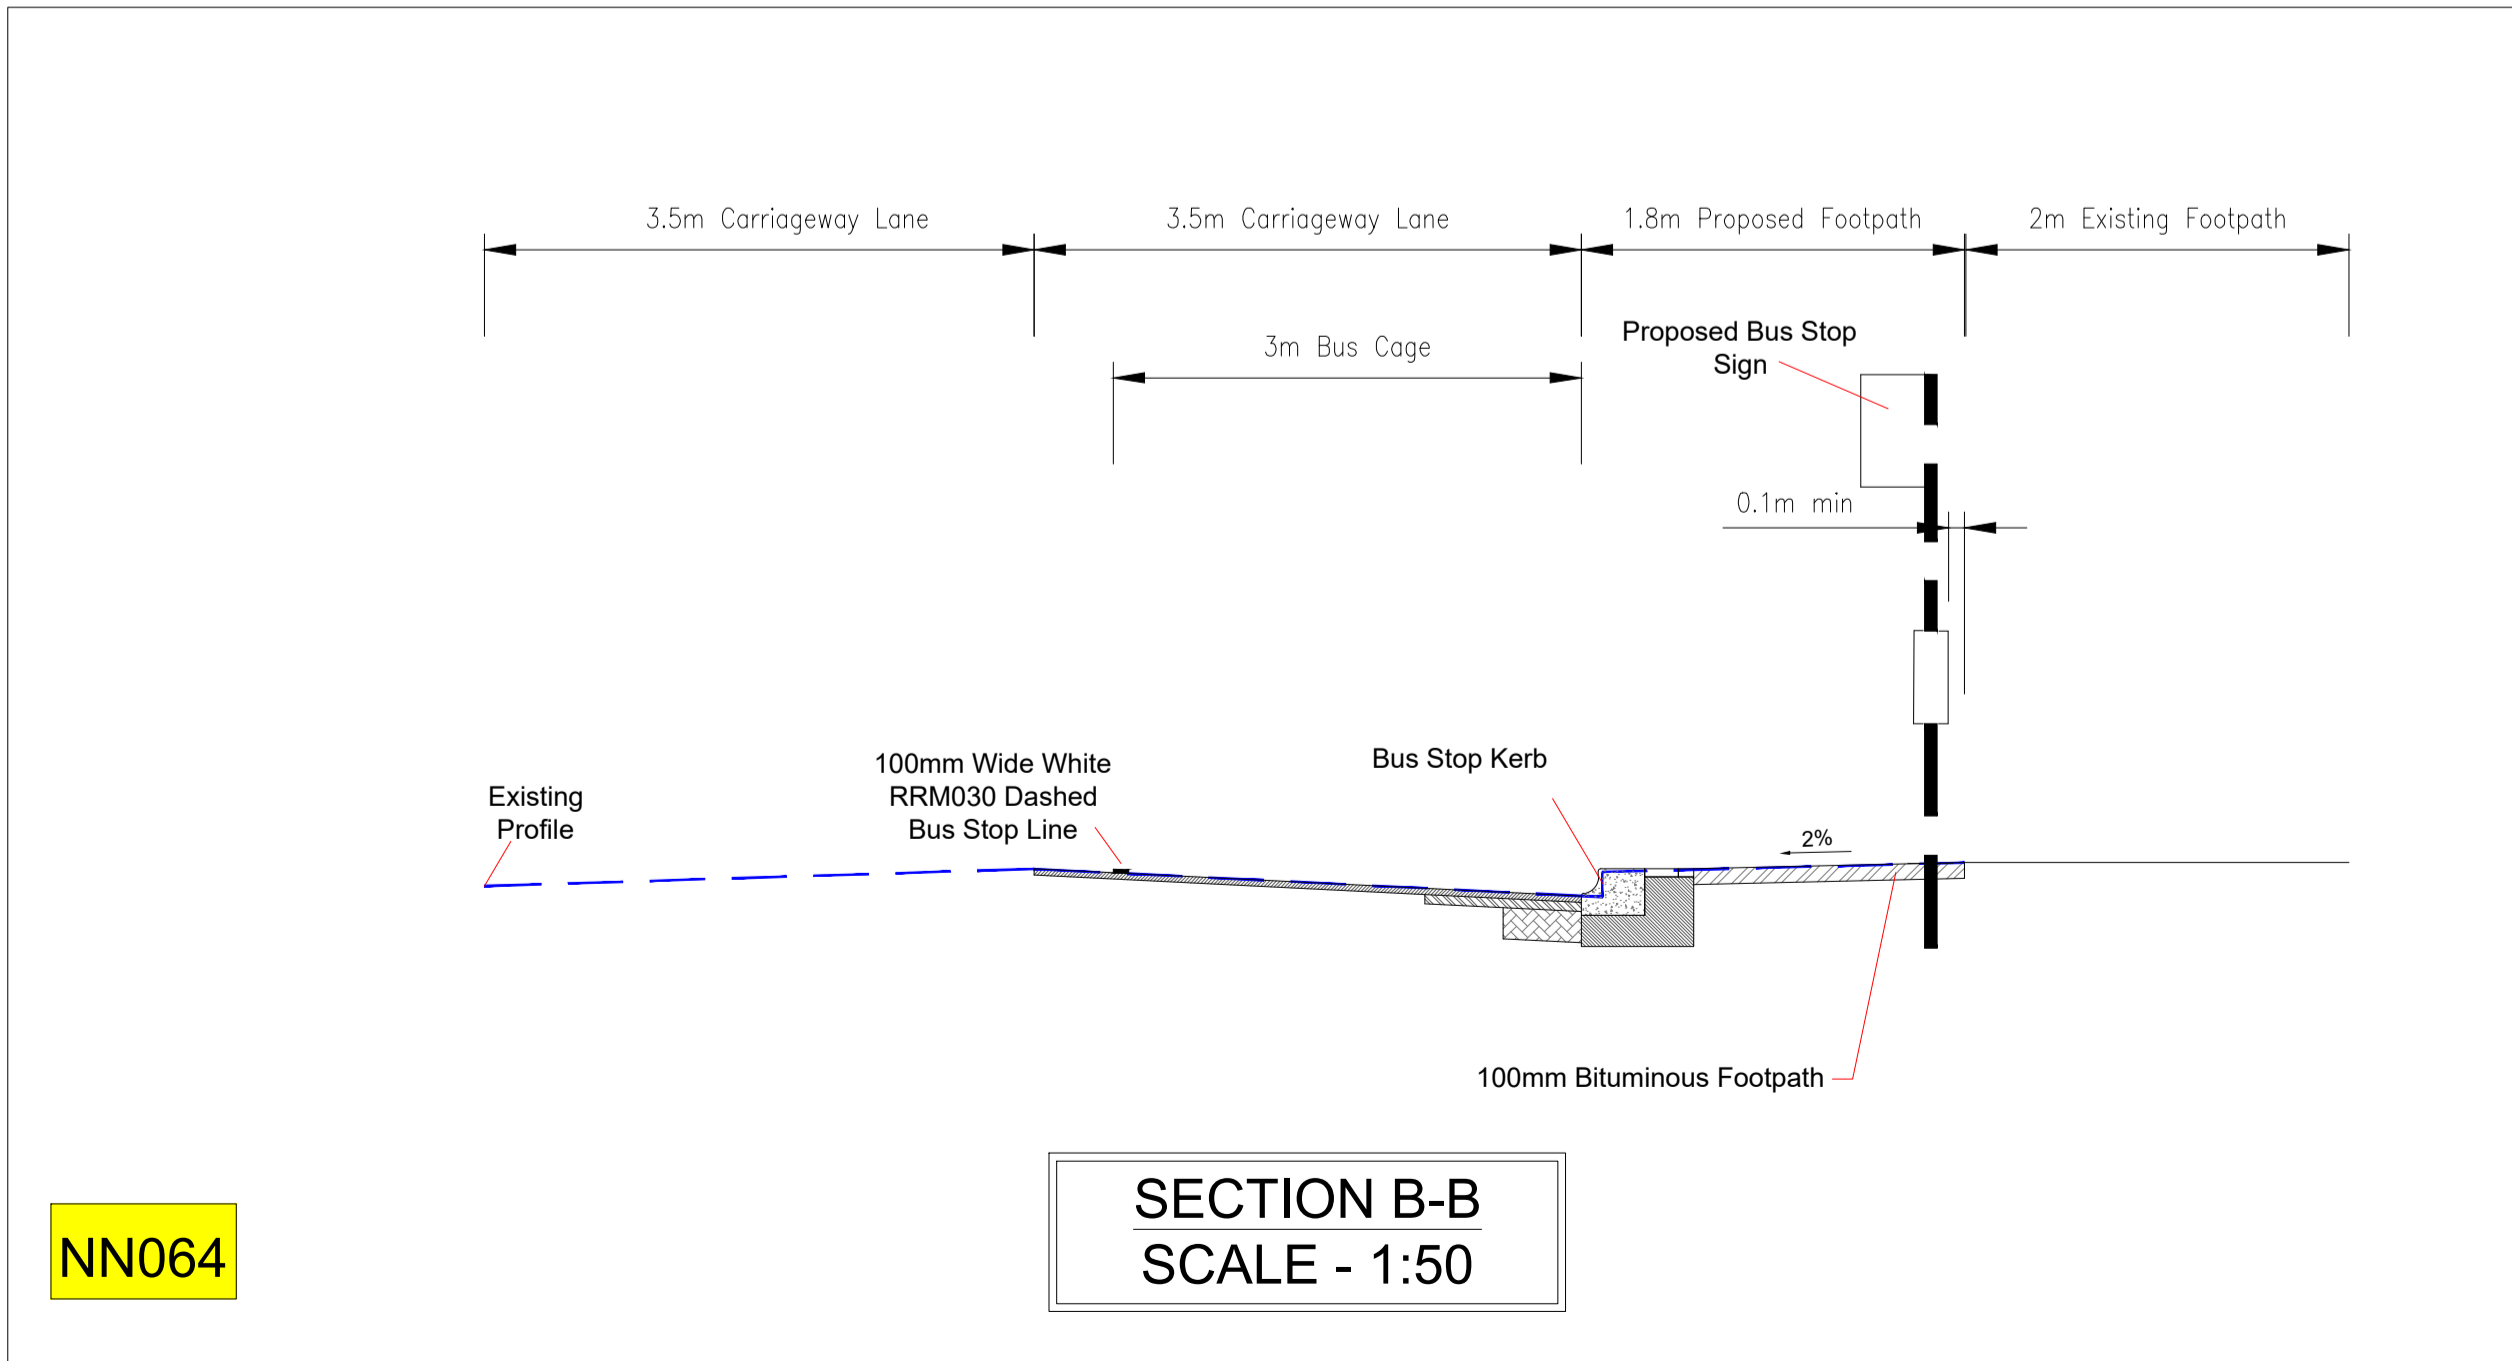 3.5m Carriageway Lane
3.5m Carriageway Lane
1.8m Proposed Footpath
2m Existing Footpath
3m Bus Cage
Proposed Bus Stop
Sign
0.1m min
Existing
Profile
100mm Wide White
RRM030 Dashed
Bus Stop Line
Bus Stop Kerb
2%
100mm Bituminous Footpath
SECTION B-B
SCALE - 1:50
NN064